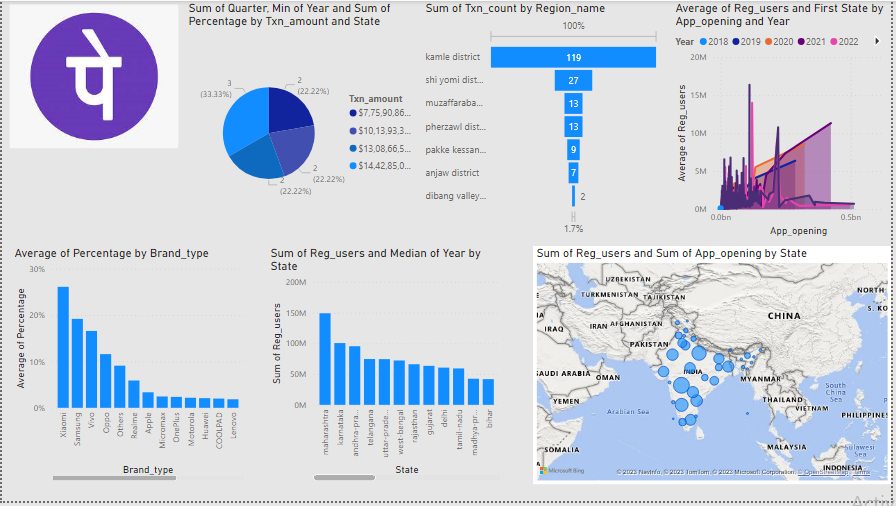 पे
Sum of Quarter, Min of Year and Sum of
Percentage by Txn_amount and State
3
(33.33%)
2
(22.22%)
2
(22.22%)
2
(22.22%)
Txn_amount
$7,75,90,86...
$10,13,93,3...
$13,08,66,5...
$14,42,85,0...
Sum of Txn_count by Region_name
100%
kamle district 119
shi yomi dist... 27
muzaffaraba... 13
pherzawl dist... 13
pakke kessan... 9
anjaw district 7
dibang valley... 2
1.7%
Average of Reg_users and First State by
App_opening and Year
Year 2018 2019 2020 2021 2022
Average of Reg_users
20M
15M
10M
5M
0M
0.0bn 0.5bn
App_opening
Average of Percentage by Brand_type
Average of Percentage
30%
20%
10%
0%
Xiaomi
Samsung
Vivo
Oppo
Others
Realme
Apple
Micromax
OnePlus
Motorola
Huawei
COOLPAD
Lenovo
Brand_type
Sum of Reg_users and Median of Year by
State
Sum of Reg_users
200M
150M
100M
50M
0M
maharashtra
karnataka
andhra-pra...
telangana
uttar-prade...
west-bengal
rajasthan
gujarat
delhi
tamil-nadu
madhya-pr...
bihar
State
Sum of Reg_users and Sum of App_opening by State
UZBEKISTAN
TURKMENISTAN
TAJIKISTAN
NORTH
S. KO
CHINA
IRAQ
IRAN
AFGHANISTAN
PAKISTAN
SAUDI ARABIA
OMAN
INDIA
MYANMAR
YEMEN
Arabian Sea
THAILAND
VIETNAM
South
China
Sea
PHILIPPINES
SOMALIA
MALAYSIA
INDONESIA
Microsoft Bing
© 2023 NavInfo, © 2023 TomTom, © 2023 Microsoft Corporation, © OpenStreetMap Terms